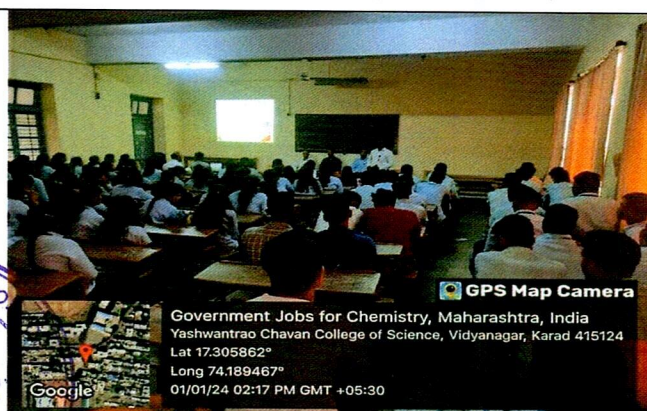 GPS Map Camera
Government Jobs for Chemistry, Maharashtra, India
Yashwantrao Chavan College of Science, Vidyanagar, Karad 415124
Lat 17.305862°
Long 74.189467°
01/01/24 02:17 PM GMT +05:30
Google